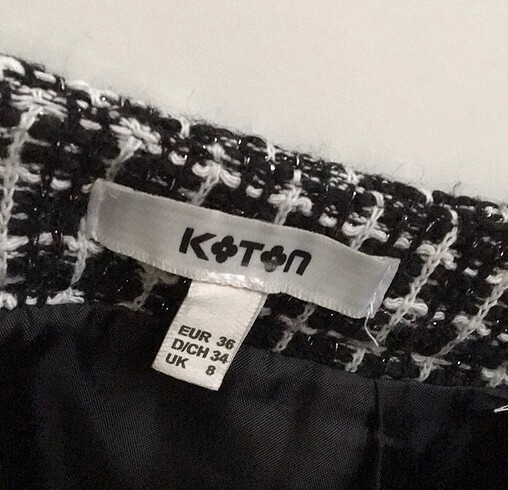 KOTON
EUR 36
D/CH 34
UK 8